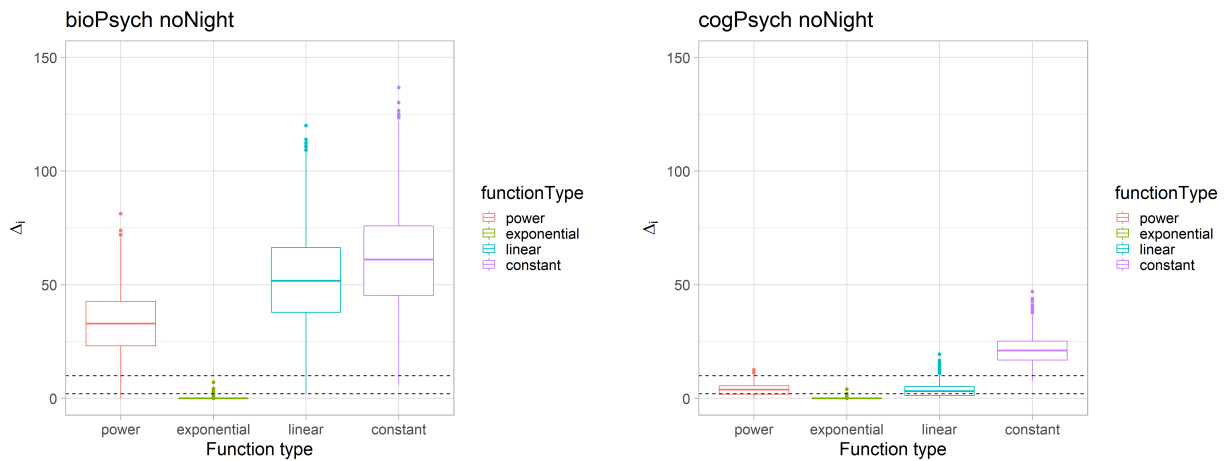 bioPsych noNight
150
100
50
0
Δi
power exponential linear constant
Function type
functionType
power
exponential
linear
constant
cogPsych noNight
150
100
50
0
Δi
power exponential linear constant
Function type
functionType
power
exponential
linear
constant